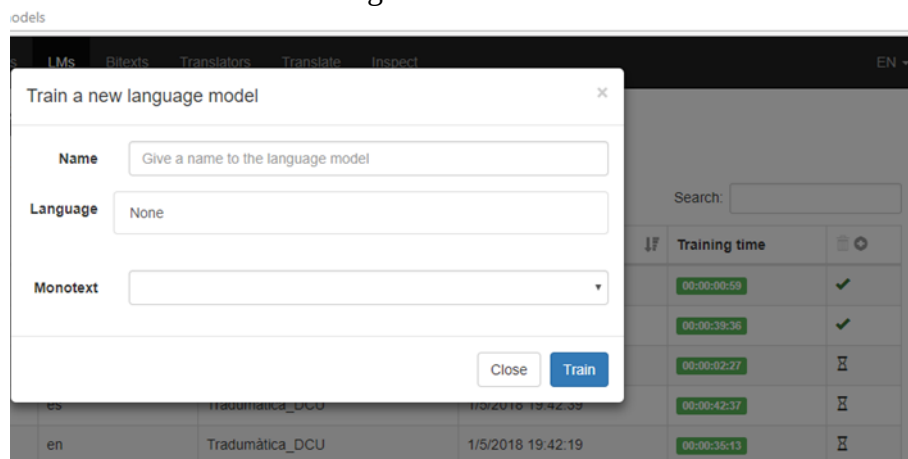 odels
s LMs Bitexts Translators Translate Inspect EN
Train a new language model ×
Name Give a name to the language model
Language None
Search:
Training time
Monotext
00:00:00:59
00:00:39:36
Close Train
00:00:02:27
es Tradumàtica_DCU 1/5/2018 19:42:39 00:00:42:37
en Tradumàtica_DCU 1/5/2018 19:42:19 00:00:35:13